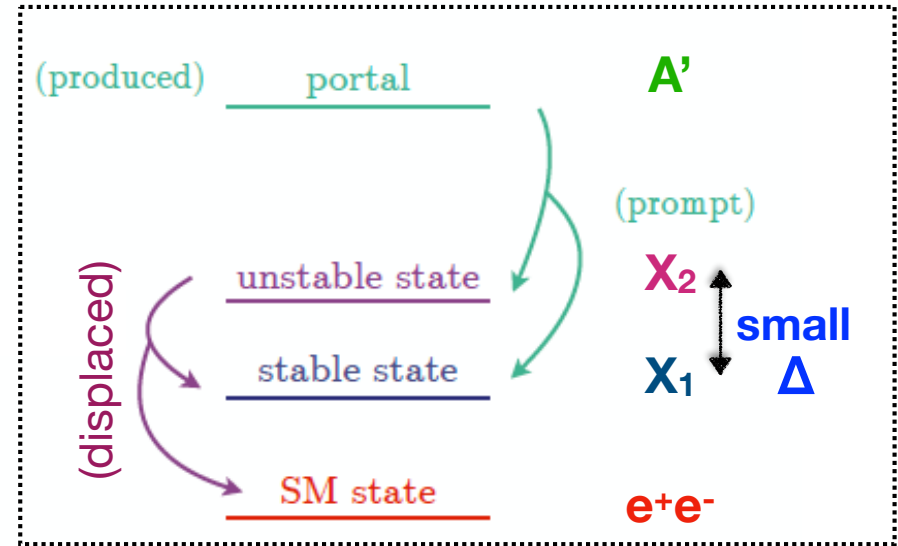 (produced) portal A’
(prompt)
unstable state X₂
(displaced)
small
stable state X₁ Δ
SM state e⁺e⁻